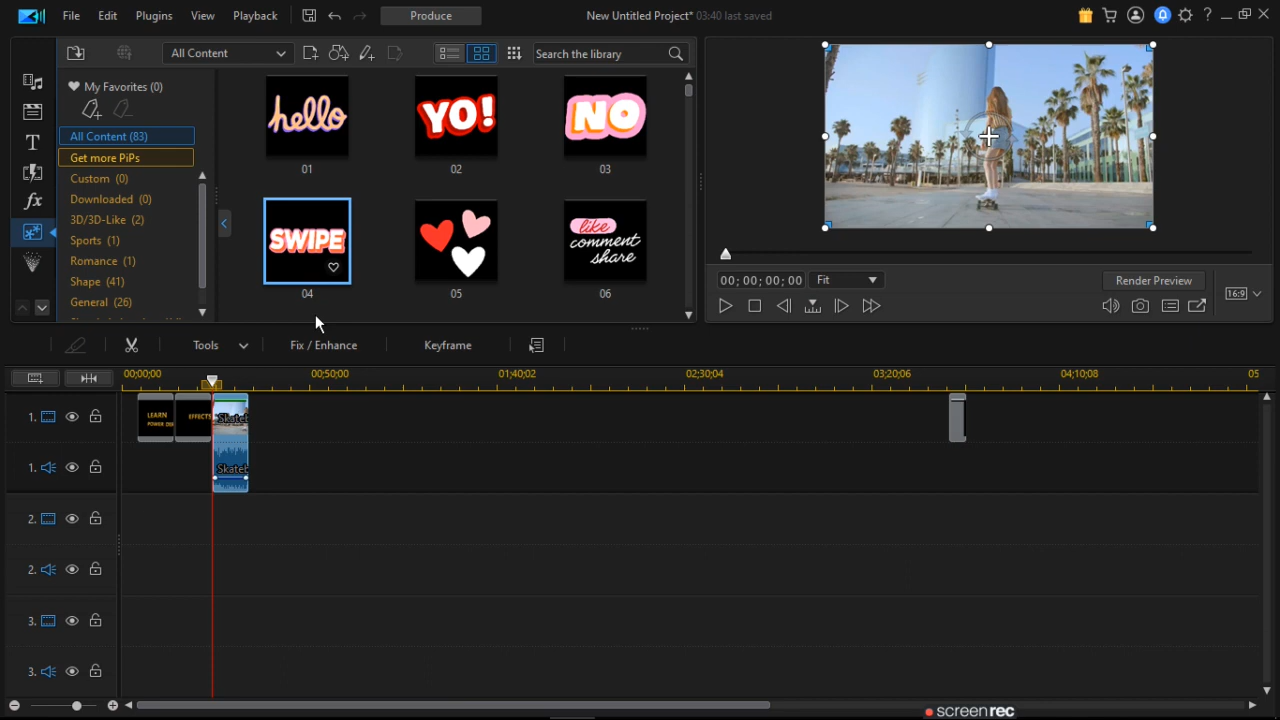 File Edit Plugins View Playback Produce New Untitled Project* 03:40 last saved
All Content Search the library
My Favorites (0)
All Content (83)
Get more PiPs
Custom (0)
Downloaded (0)
3D/3D-Like (2)
Sports (1)
Romance (1)
Shape (41)
General (26)
hello
01
YO!
02
NO
03
SWIPE
04
05
like
comment
share
06
00; 00; 00; 00 Fit Render Preview
16:9
Tools Fix / Enhance Keyframe
00;00;00 00;50;00 01;40;02 02;30;04 03;20;06 04;10;08 05
1.
LEARN
EFFECTS
Skateb
1.
Skateb
2.
2.
3.
3.
screenrec